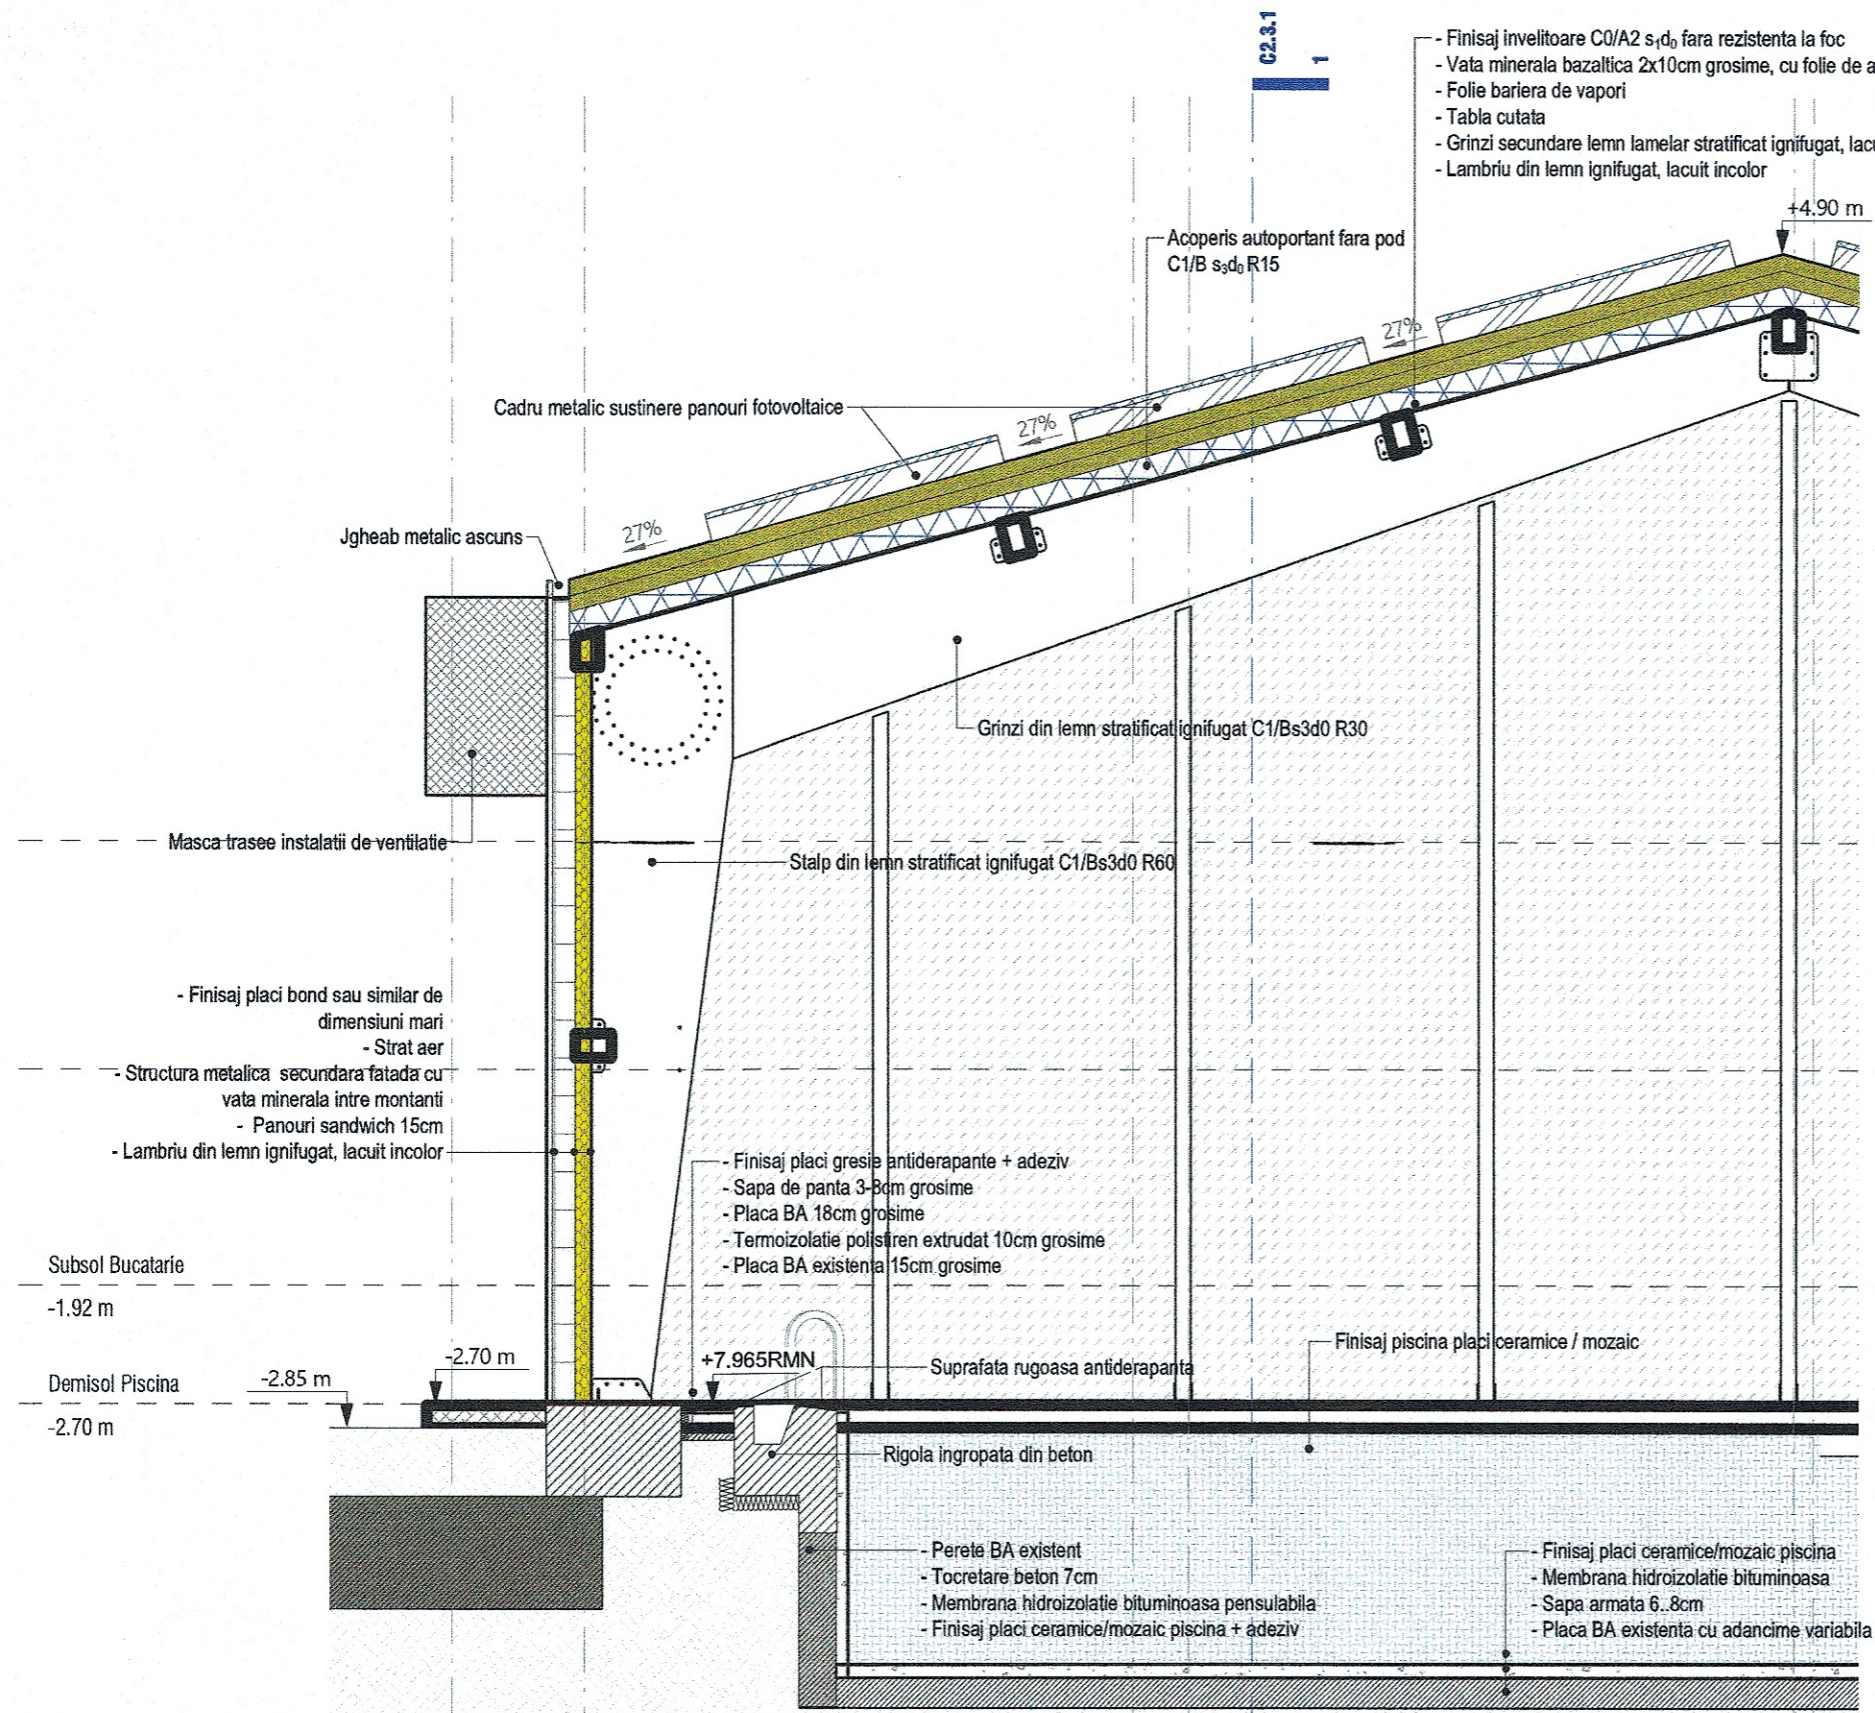 C2.3.1
1
- Finisaj invelitoare C0/A2 s₁d₀ fara rezistenta la foc
- Vata minerala bazaltica 2x10cm grosime, cu folie de
- Folie bariera de vapori
- Tabla cutata
- Grinzi secundare lemn lamelar stratificat ignifugat,
- Lambriu din lemn ignifugat, lacuit incolor
+4.90 m
Acoperis autoportant fara pod
C1/B s₃d₀ R15
27%
Cadru metalic sustinere panouri fotovoltaice
27%
Jgheab metalic ascuns
27%
Grinzi din lemn stratificat ignifugat C1/Bs3d0 R30
Masca trasee instalatii de ventilatie
Stalp din lemn stratificat ignifugat C1/Bs3d0 R60
- Finisaj placi bond sau similar de
dimensiuni mari
- Strat aer
- Structura metalica secundara fatada cu
vata minerala intre montanti
- Panouri sandwich 15cm
- Lambriu din lemn ignifugat, lacuit incolor
- Finisaj placi gresie antiderapante + adeziv
- Sapa de panta 3-8cm grosime
- Placa BA 18cm grosime
- Termoizolatie polistiren extrudat 10cm grosime
- Placa BA existenta 15cm grosime
Subsol Bucatarie
-1.92 m
Finisaj piscina placi ceramice / mozaic
-2.70 m
+7.965RMN
Suprafata rugoasa antiderapanta
Demisol Piscina
-2.85 m
-2.70 m
Rigola ingropata din beton
- Perete BA existent
- Tocretare beton 7cm
- Membrana hidroizolatie bituminoasa pensulabila
- Finisaj placi ceramice/mozaic piscina + adeziv
- Finisaj placi ceramice/mozaic piscina
- Membrana hidroizolatie bituminoasa
- Sapa armata 6..8cm
- Placa BA existenta cu adancime variabila